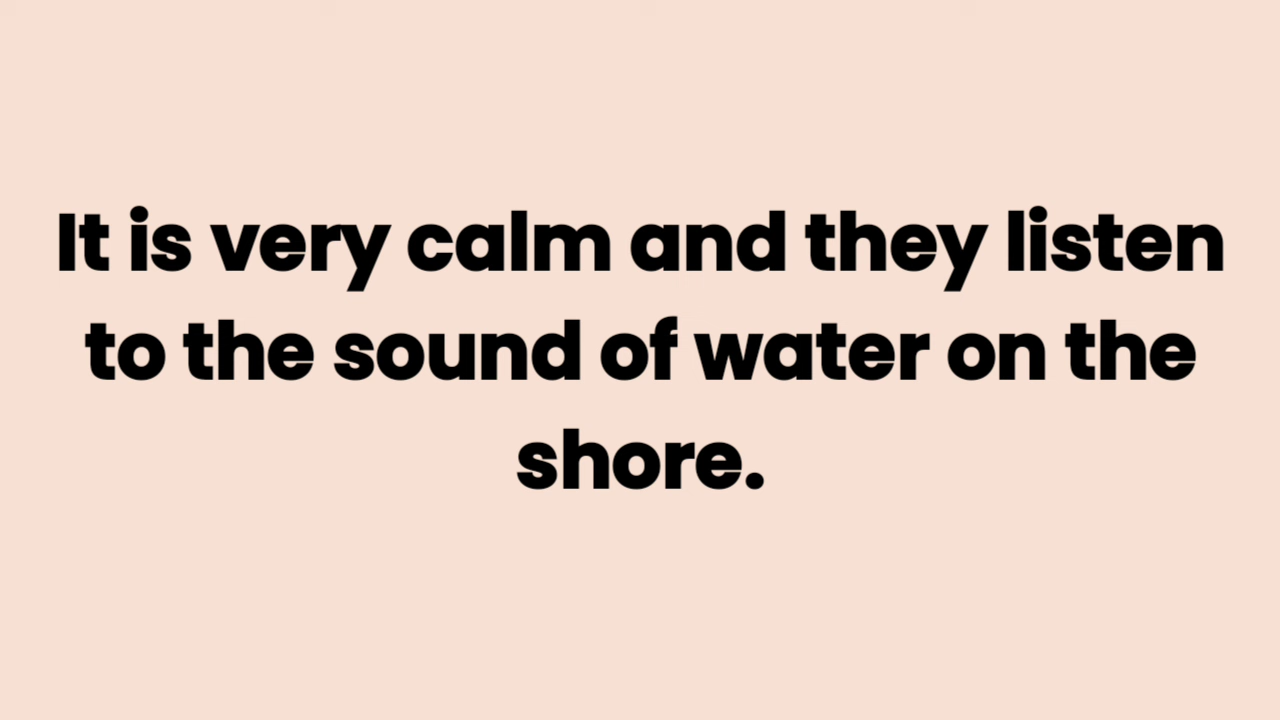 It is very calm and they listen
to the sound of water on the
shore.